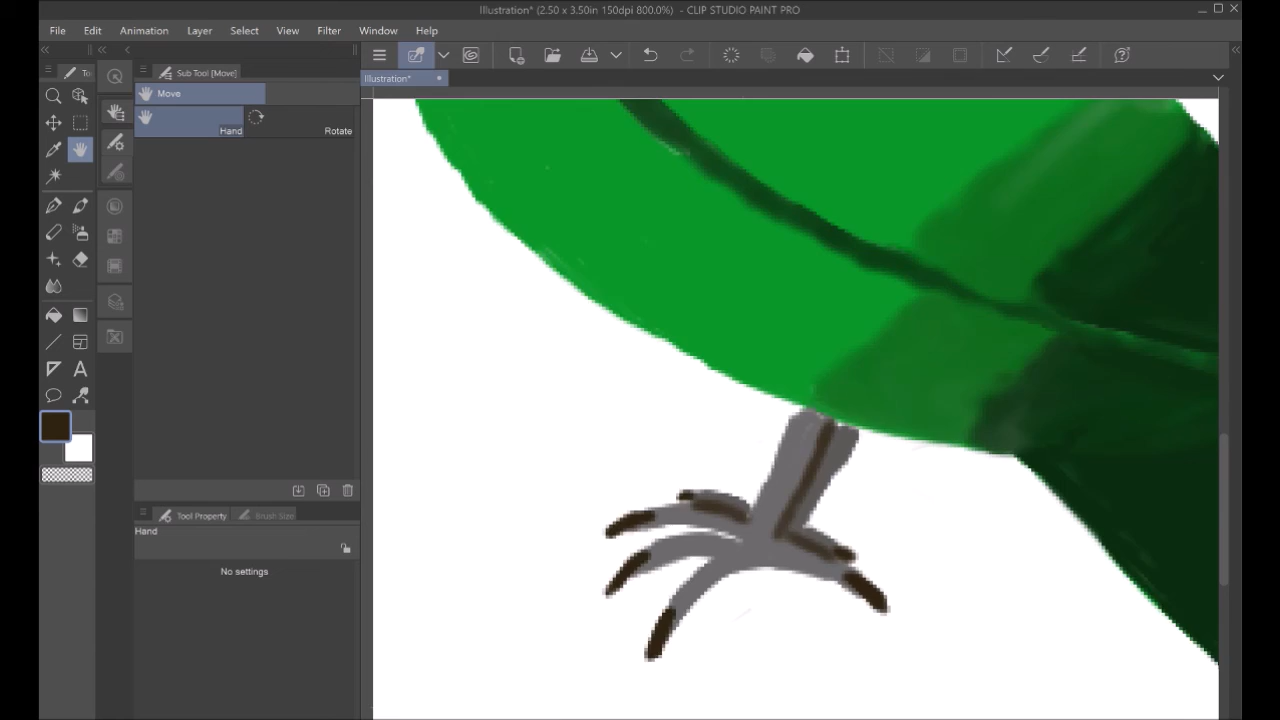 Illustration* (2.50 x 3.50in 150dpi 800.0%) - CLIP STUDIO PAINT PRO
File Edit Animation Layer Select View Filter Window Help
To Sub Tool [Move]
Illustration*
Move
Hand Rotate
Tool Property Brush Size
Hand
No settings